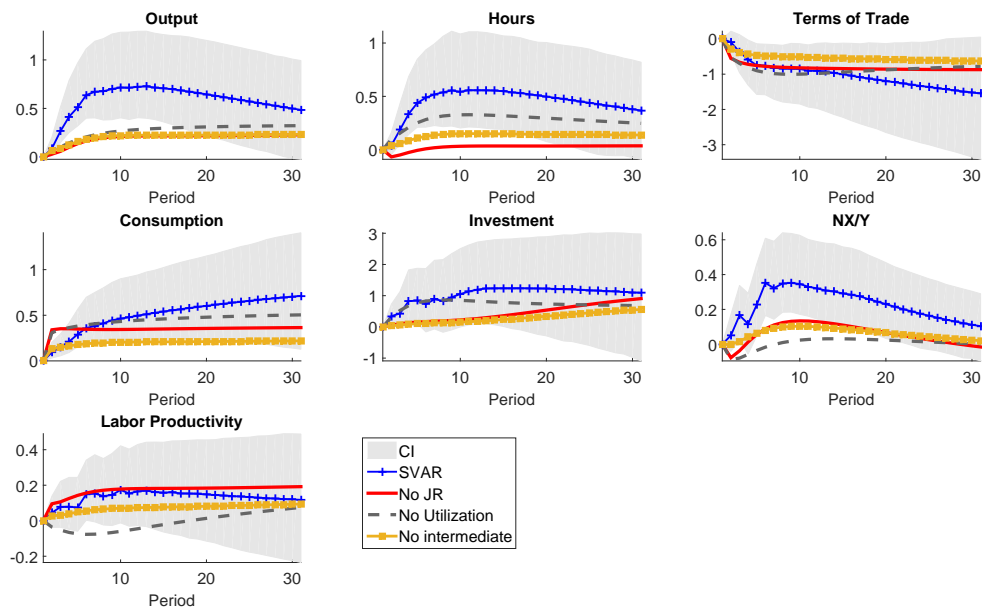 Output
1
0.5
0
10 20 30
Period
Hours
1
0.5
0
10 20 30
Period
Terms of Trade
0
-1
-2
-3
10 20 30
Period
Consumption
1
0.5
0
10 20 30
Period
Investment
3
2
1
0
-1
10 20 30
Period
NX/Y
0.6
0.4
0.2
0
10 20 30
Period
Labor Productivity
0.4
0.2
0
-0.2
10 20 30
Period
CI
SVAR
No JR
No Utilization
No intermediate